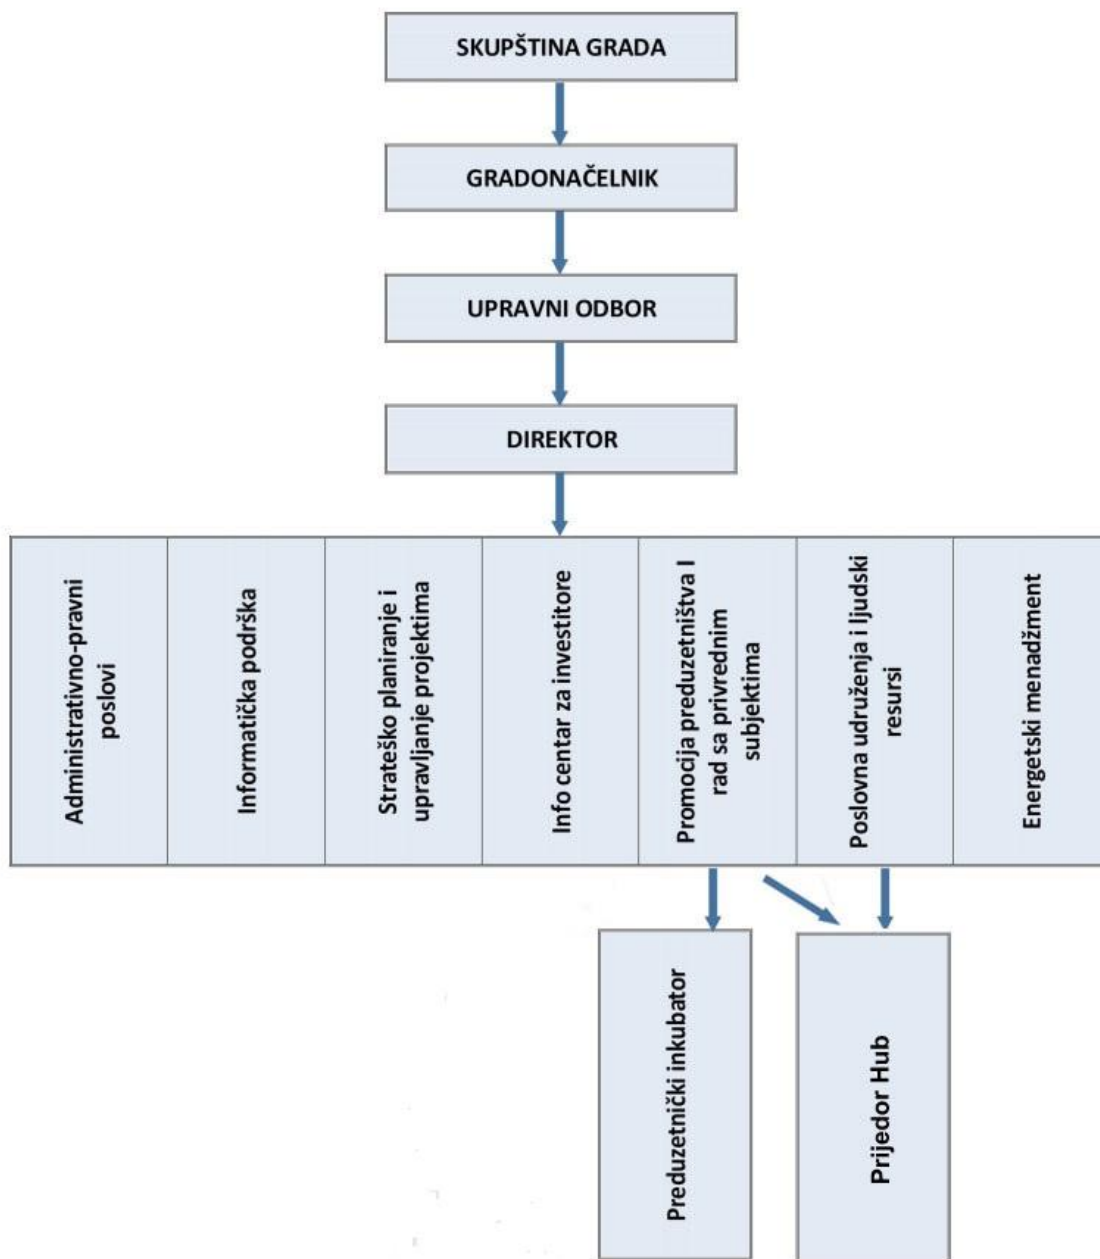 SKUPŠTINA GRADA
GRADONAČELNIK
UPRAVNI ODBOR
DIREKTOR
Administrativno-pravni
poslovi
Informatička podrška
Strateško planiranje i
upravljanje projektima
Info centar za investitore
Promocija preduzetništva I
rad sa privrednim
subjektima
Poslovna udruženja i ljudski
resursi
Energetski menadžment
Preduzetnički inkubator
Prijedor Hub